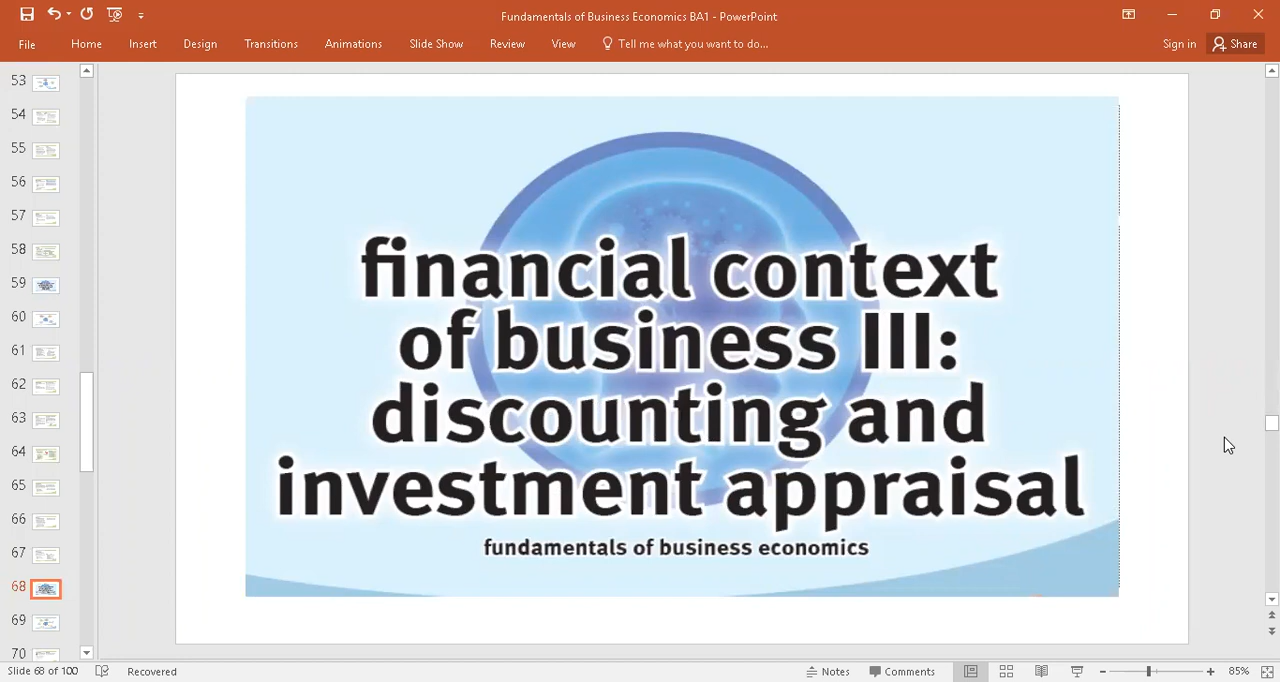 Fundamentals of Business Economics BA1 - PowerPoint
File Home Insert Design Transitions Animations Slide Show Review View Tell me what you want to do... Sign in Share
53
54
55
56
57
58
59
60
61
62
63
64
65
66
67
68
69
70
financial context
of business III:
discounting and
investment appraisal
fundamentals of business economics
Slide 68 of 100 Recovered Notes Comments 85%